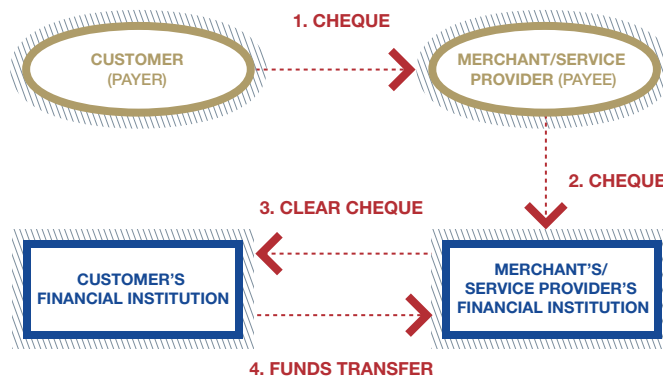 1. CHEQUE
CUSTOMER
(PAYER)
MERCHANT/SERVICE
PROVIDER (PAYEE)
2. CHEQUE
3. CLEAR CHEQUE
CUSTOMER'S
FINANCIAL INSTITUTION
MERCHANT'S/
SERVICE PROVIDER'S
FINANCIAL INSTITUTION
4. FUNDS TRANSFER